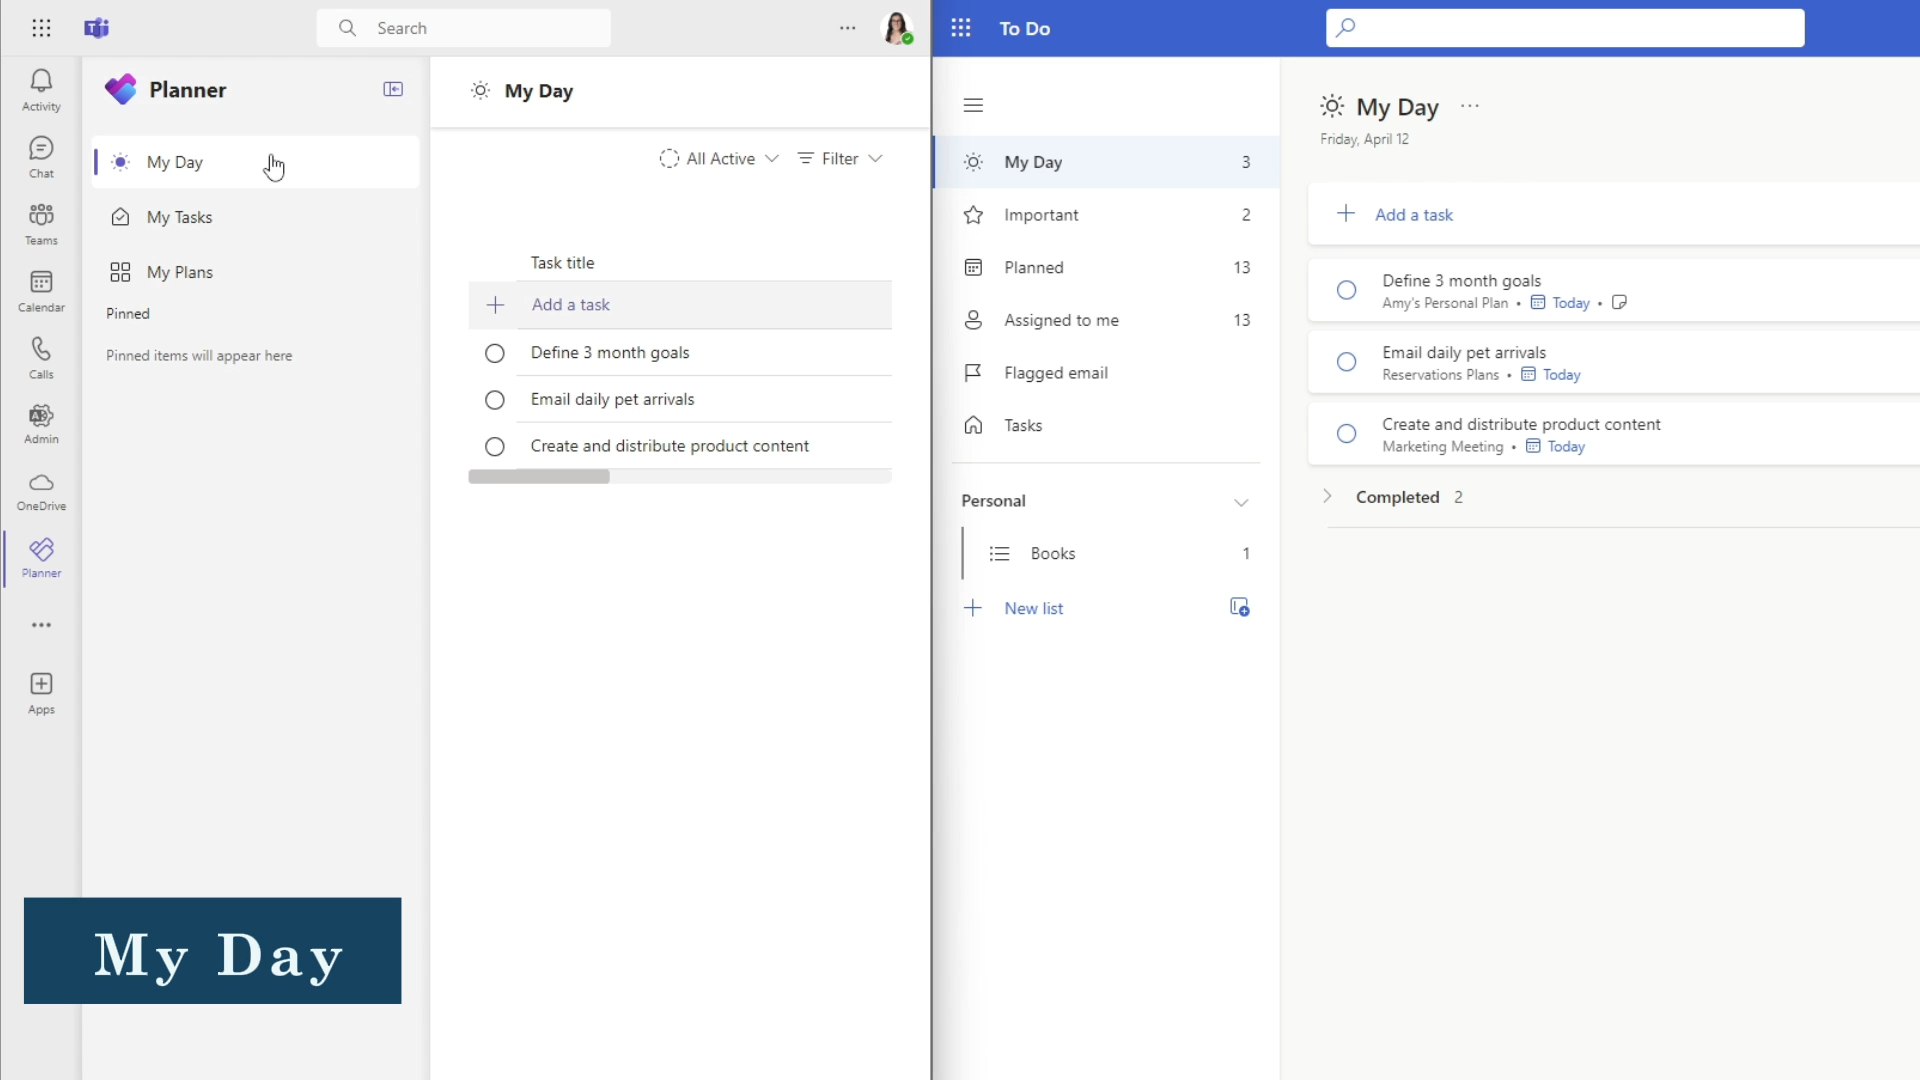 Search
To Do
Activity
Chat
Teams
Calendar
Calls
Admin
OneDrive
Planner
Apps
Planner
My Day
My Tasks
My Plans
Pinned
Pinned items will appear here
My Day
All Active
Filter
Task title
Add a task
Define 3 month goals
Email daily pet arrivals
Create and distribute product content
My Day 3
Important 2
Planned 13
Assigned to me 13
Flagged email
Tasks
Personal
Books 1
New list
My Day
Friday, April 12
Add a task
Define 3 month goals
Amy's Personal Plan • Today •
Email daily pet arrivals
Reservations Plans • Today
Create and distribute product content
Marketing Meeting • Today
Completed 2
My Day